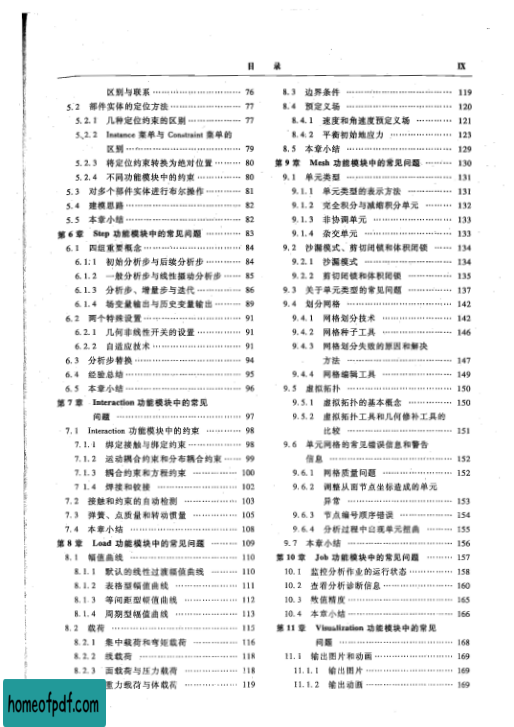 目 录 IX
区别与联系 …… 76
5.2 部件实体的定位方法 …… 77
5.2.1 几种定位约束的区别 …… 77
5.2.2 Instance 菜单与 Constraint 菜单的
区别 …… 79
5.2.3 将定位约束转换为绝对位置 …… 80
5.2.4 不同功能模块中的约束 …… 80
5.3 对多个部件实体进行布尔操作 …… 81
5.4 建模思路 …… 82
5.5 本章小结 …… 82
第 6 章 Step 功能模块中的常见问题 …… 83
6.1 四组重要概念 …… 84
6.1.1 初始分析步与后续分析步 …… 84
6.1.2 一般分析步与线性摄动分析步 …… 85
6.1.3 分析步、增量步与迭代 …… 86
6.1.4 场变量输出与历史变量输出 …… 89
6.2 两个特殊设置 …… 91
6.2.1 几何非线性开关的设置 …… 91
6.2.2 自适应技术 …… 91
6.3 分析步替换 …… 94
6.4 经验总结 …… 95
6.5 本章小结 …… 96
第 7 章 Interaction 功能模块中的常见
问题 …… 97
7.1 Interaction 功能模块中的约束 …… 98
7.1.1 绑定接触与绑定约束 …… 98
7.1.2 运动耦合约束和分布耦合约束 …… 99
7.1.3 耦合约束和方程约束 …… 100
7.1.4 焊接和铰接 …… 102
7.2 接触和约束的自动检测 …… 103
7.3 弹簧、点质量和转动惯量 …… 105
7.4 本章小结 …… 108
第 8 章 Load 功能模块中的常见问题 …… 109
8.1 幅值曲线 …… 110
8.1.1 默认的线性过渡幅值曲线 …… 110
8.1.2 表格型幅值曲线 …… 111
8.1.3 等间距型幅值曲线 …… 112
8.1.4 周期型幅值曲线 …… 113
8.2 载荷 …… 115
8.2.1 集中载荷和弯矩载荷 …… 116
8.2.2 线载荷 …… 118
8.2.3 面载荷与压力载荷 …… 118
重力载荷与体载荷 …… 119
8.3 边界条件 …… 119
8.4 预定义场 …… 120
8.4.1 速度和角速度预定义场 …… 121
8.4.2 平衡初始地应力 …… 123
8.5 本章小结 …… 129
第 9 章 Mesh 功能模块中的常见问题 …… 130
9.1 单元类型 …… 131
9.1.1 单元类型的表示方法 …… 131
9.1.2 完全积分与减缩积分单元 …… 132
9.1.3 非协调单元 …… 133
9.1.4 杂交单元 …… 133
9.2 沙漏模式、剪切闭锁和体积闭锁 …… 134
9.2.1 沙漏模式 …… 134
9.2.2 剪切闭锁和体积闭锁 …… 135
9.3 关于单元类型的常见问题 …… 137
9.4 划分网格 …… 142
9.4.1 网格划分技术 …… 142
9.4.2 网格种子工具 …… 146
9.4.3 网格划分失败的原因和解决
方法 …… 147
9.4.4 网格编辑工具 …… 149
9.5 虚拟拓扑 …… 150
9.5.1 虚拟拓扑的基本概念 …… 150
9.5.2 虚拟拓扑工具和几何修补工具的
比较 …… 151
9.6 单元网格的常见错误信息和警告
信息 …… 152
9.6.1 网格质量问题 …… 152
9.6.2 调整从面节点坐标造成的单元
异常 …… 153
9.6.3 节点编号顺序错误 …… 154
9.6.4 分析过程中出现单元扭曲 …… 155
9.7 本章小结 …… 156
第 10 章 Job 功能模块中的常见问题 …… 157
10.1 监控分析作业的运行状态 …… 158
10.2 查看分析诊断信息 …… 160
10.3 数值精度 …… 165
10.4 本章小结 …… 166
第 11 章 Visualization 功能模块中的常见
问题 …… 168
11.1 输出图片和动画 …… 169
11.1.1 输出图片 …… 169
11.1.2 输出动画 …… 169
homeofpdf.com